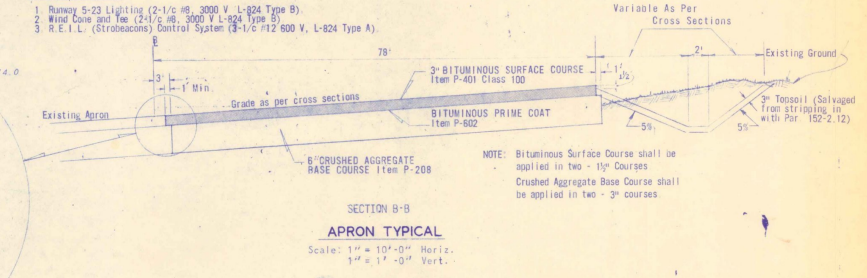 1. Runway 5-23 Lighting (2-1/c #8, 3000 V L-824 Type B).
2 Wind Cone and Tee (2-1/c #8, 3000 V L-824 Type B)
3. R.E.I.L. (Strobeacons) Control System (3-1/c #12 600 V, L-824 Type A).
Variable As Per
Cross Sections
78'
2'
Existing Ground
3'
1' Min.
3" BITUMINOUS SURFACE COURSE
Item P-401 Class 100
1'
1½
Grade as per cross sections
Existing Apron
BITUMINOUS PRIME COAT
Item P-602
3" Topsoil (Salvaged
from stripping in
with Par. 152-2.12)
6" CRUSHED AGGREGATE
BASE COURSE Item P-208
NOTE: Bituminous Surface Course shall be
applied in two - 1½" Courses
Crushed Aggregate Base Course shall
be applied in two - 3" courses.
SECTION B-B
APRON TYPICAL
Scale: 1" = 10'-0" Horiz.
1" = 1'-0" Vert.